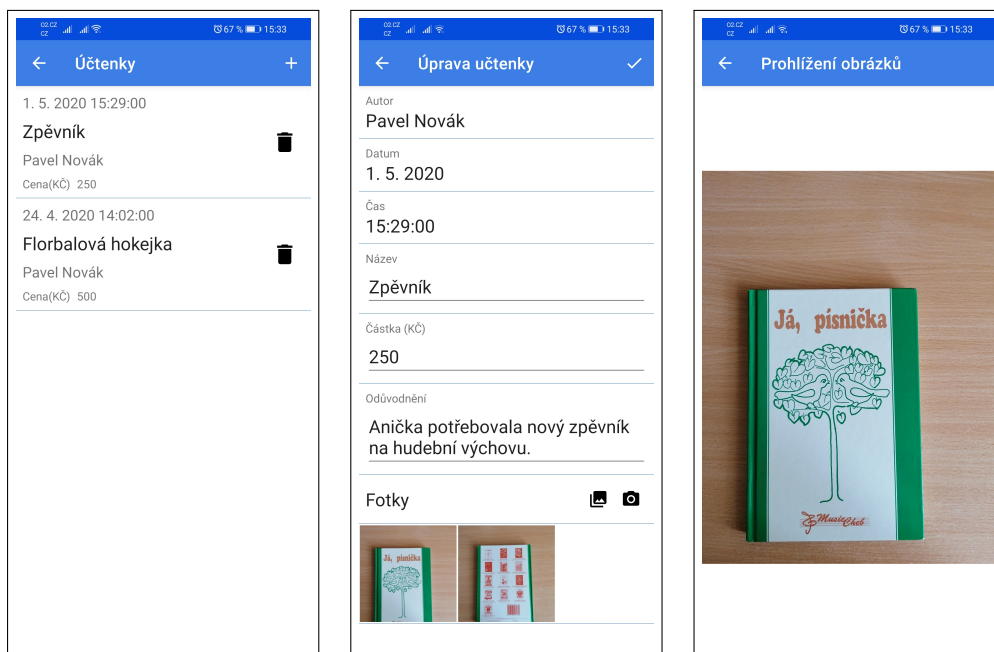 O2.CZ
CZ
67 % 15:33
Účtenky
1. 5. 2020 15:29:00
Zpěvník
Pavel Novák
Cena(KČ) 250
24. 4. 2020 14:02:00
Florbalová hokejka
Pavel Novák
Cena(KČ) 500
O2.CZ
CZ
67 % 15:33
Úprava učtenky
Autor
Pavel Novák
Datum
1. 5. 2020
Čas
15:29:00
Název
Zpěvník
Částka (KČ)
250
Odůvodnění
Anička potřebovala nový zpěvník
na hudební výchovu.
Fotky
Já, písnička
O2.CZ
CZ
67 % 15:33
Prohlížení obrázků
Já, písnička
Music Cheb